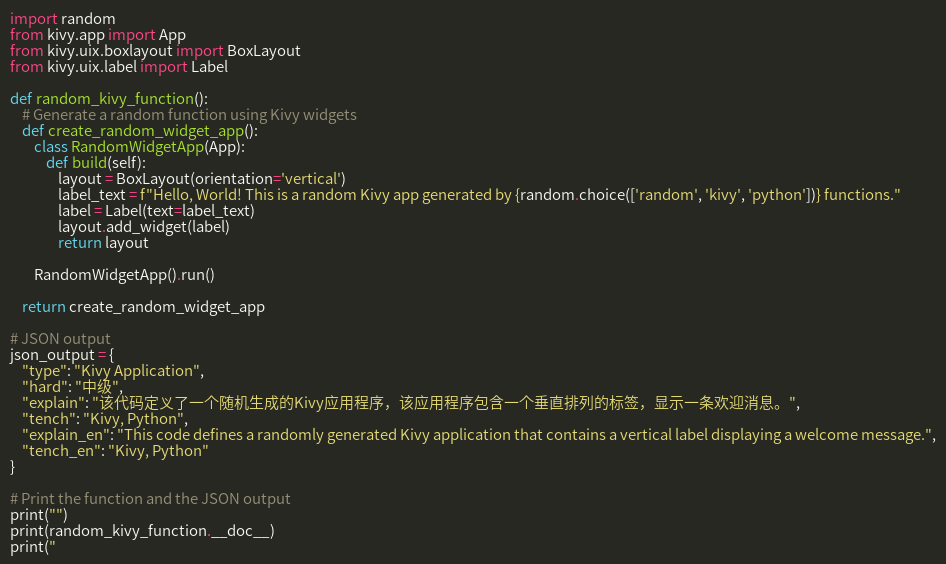 import random
from kivy.app import App
from kivy.uix.boxlayout import BoxLayout
from kivy.uix.label import Label

def random_kivy_function():
    # Generate a random function using Kivy widgets
    def create_random_widget_app():
        class RandomWidgetApp(App):
            def build(self):
                layout = BoxLayout(orientation='vertical')
                label_text = f"Hello, World! This is a random Kivy app generated by {random.choice(['random', 'kivy', 'python'])} functions."
                label = Label(text=label_text)
                layout.add_widget(label)
                return layout

        RandomWidgetApp().run()

    return create_random_widget_app

# JSON output
json_output = {
    "type": "Kivy Application",
    "hard": "中级",
    "explain": "该代码定义了一个随机生成的Kivy应用程序，该应用程序包含一个垂直排列的标签，显示一条欢迎消息。",
    "tench": "Kivy, Python",
    "explain_en": "This code defines a randomly generated Kivy application that contains a vertical label displaying a welcome message.",
    "tench_en": "Kivy, Python"
}

# Print the function and the JSON output
print("")
print(random_kivy_function.__doc__)
print("